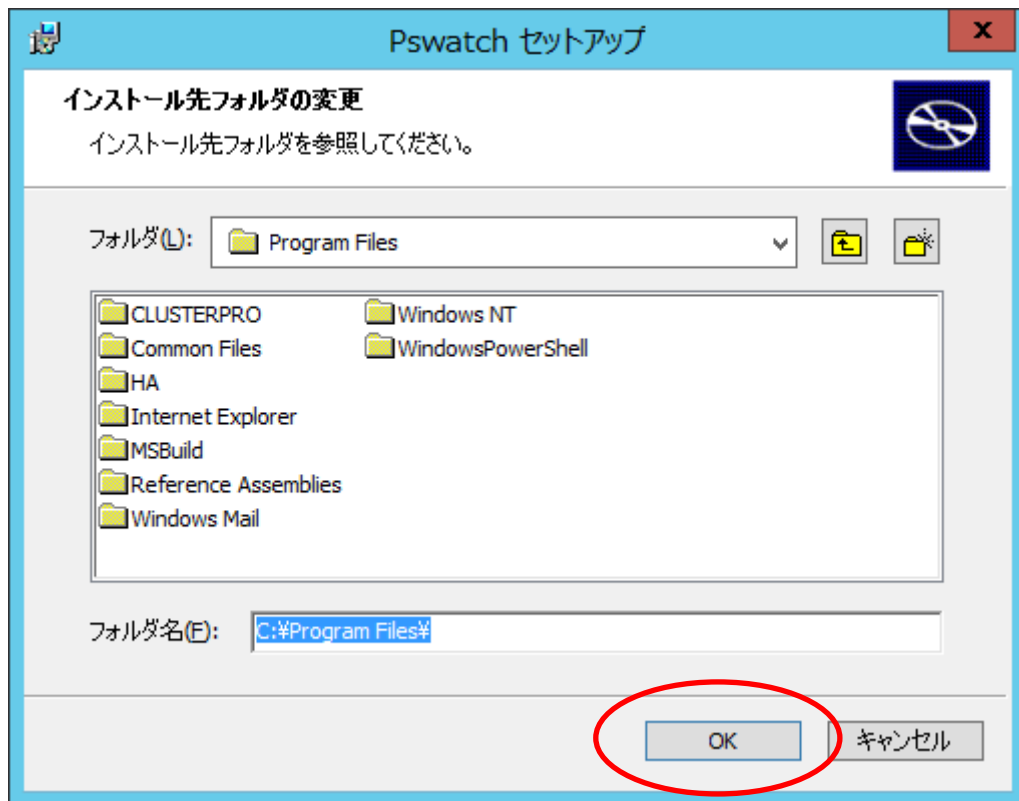 Pswatch セットアップ
x
インストール先フォルダの変更
インストール先フォルダを参照してください。
フォルダ(L):
Program Files
CLUSTERPRO
Common Files
HA
Internet Explorer
MSBuild
Reference Assemblies
Windows Mail
Windows NT
WindowsPowerShell
フォルダ名(F):
C:¥Program Files¥
OK
キャンセル